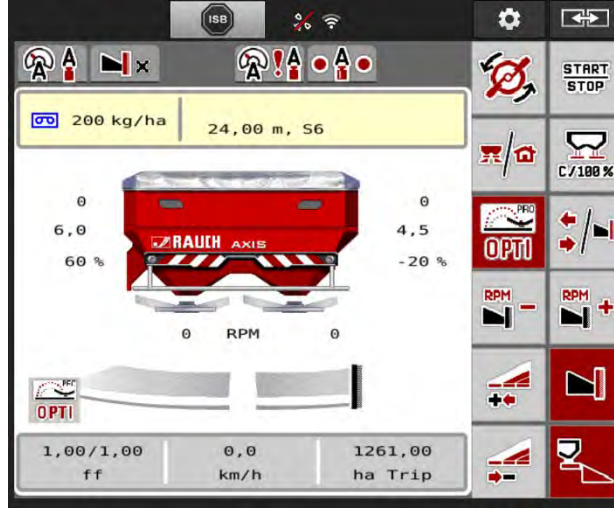 ISB
A A
A ! A A
START
STOP
200 kg/ha 24,00 m, S6
C/100 %
0 0
6,0 4,5
60 % -20 %
RAUCH AXIS
PRO
OPTI
0 RPM 0
RPM - RPM +
OPTI
1,00/1,00 0,0 1261,00
ff km/h ha Trip